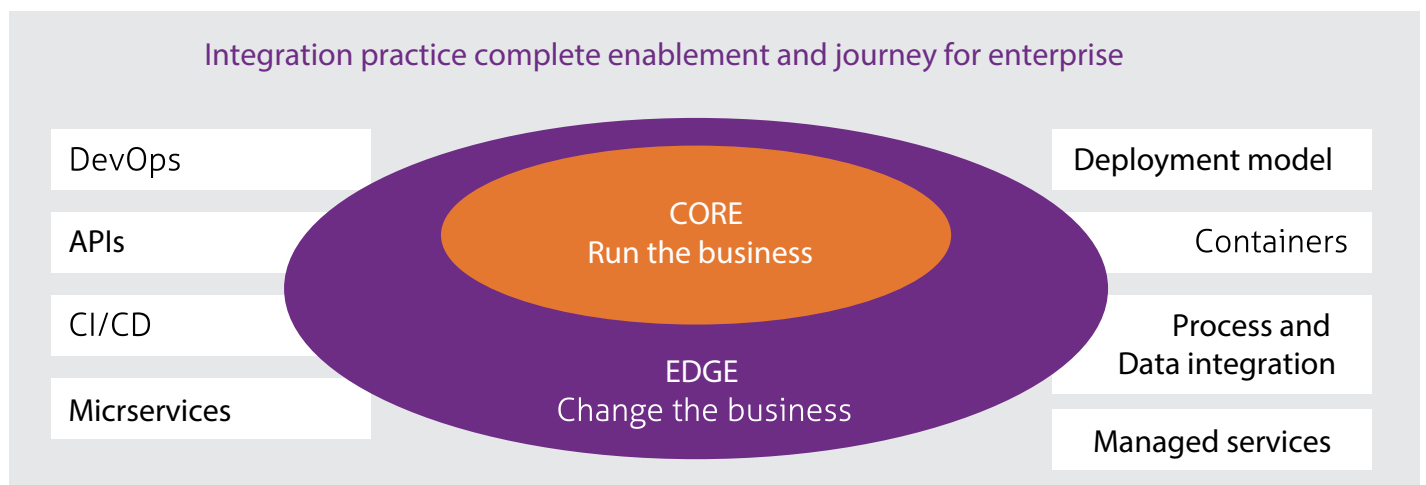 Integration practice complete enablement and journey for enterprise
DevOps
APIs
CI/CD
Micrservices
CORE
Run the business
EDGE
Change the business
Deployment model
Containers
Process and
Data integration
Managed services